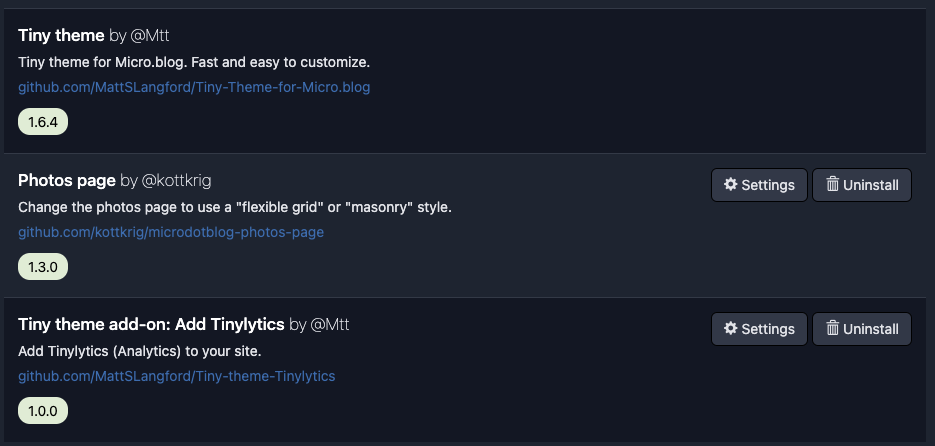 Tiny theme by @Mtt
Tiny theme for Micro.blog. Fast and easy to customize.
github.com/MattSLangford/Tiny-Theme-for-Micro.blog
1.6.4
Photos page by @kottkrig
Settings
Uninstall
Change the photos page to use a "flexible grid" or "masonry" style.
github.com/kottkrig/microdotblog-photos-page
1.3.0
Tiny theme add-on: Add Tinylytics by @Mtt
Settings
Uninstall
Add Tinylytics (Analytics) to your site.
github.com/MattSLangford/Tiny-theme-Tinylytics
1.0.0